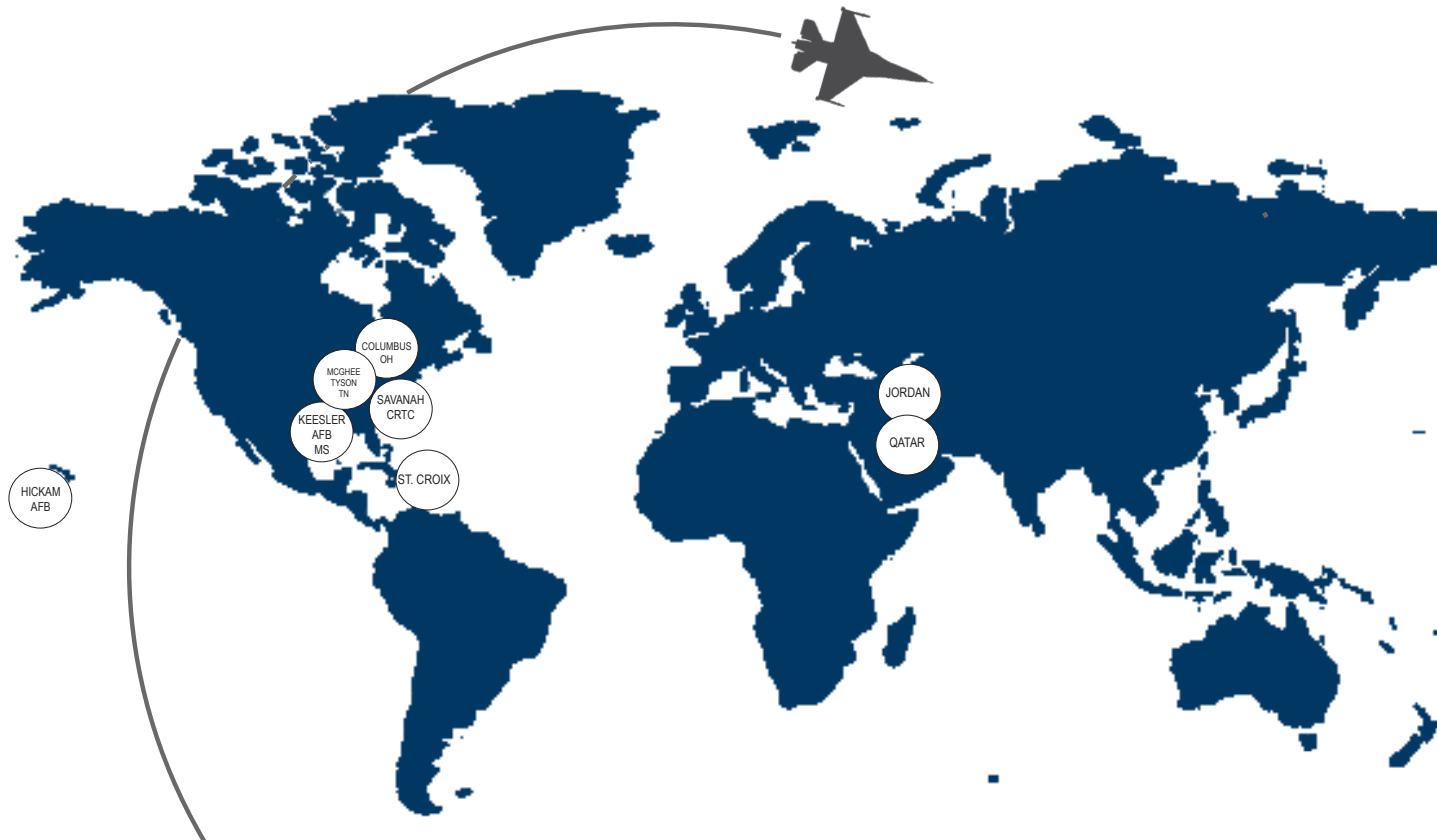 COLUMBUS
OH
MCGHEE
TYSON
TN
SAVANAH
CRTC
KEESLER
AFB
MS
ST. CROIX
HICKAM
AFB
JORDAN
QATAR